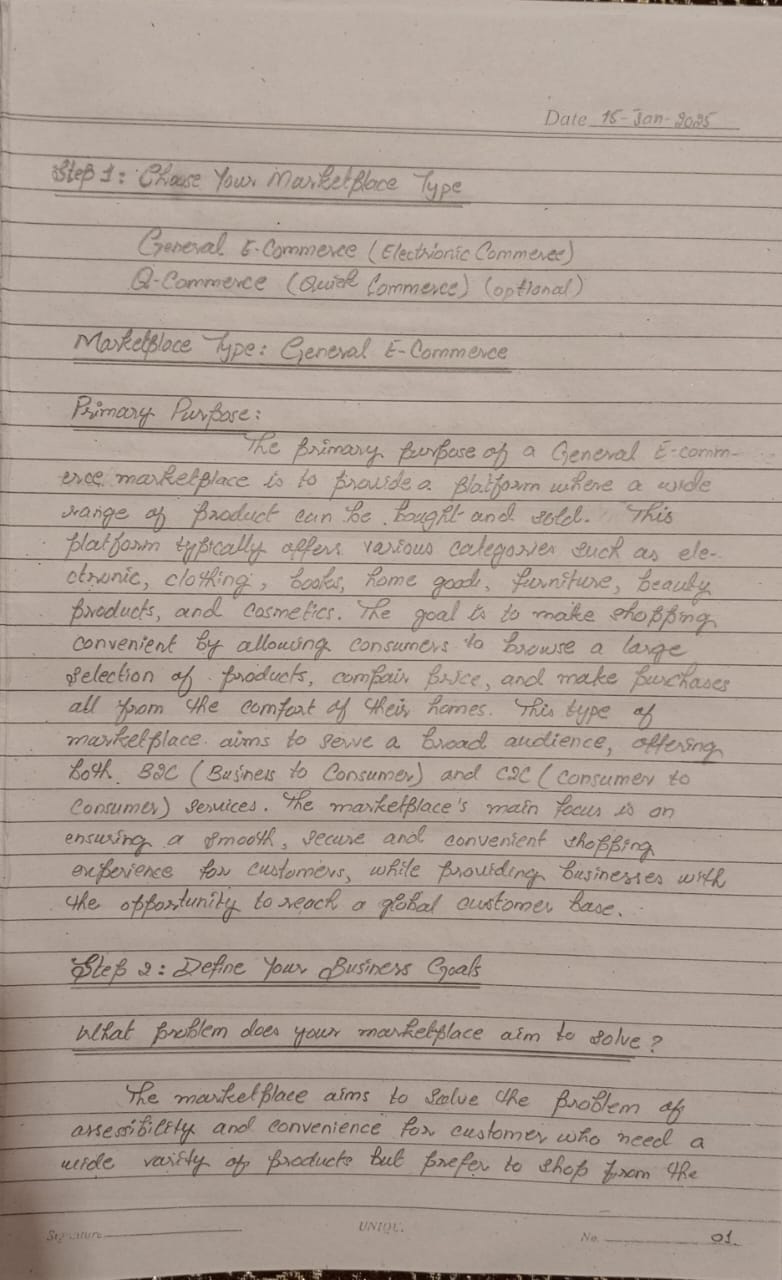 Date 15-Jan-2025
Step 1: Choose Your Marketplace Type
General E-Commerce (Electrionic Commerce)
Q-Commerce (Quick Commerce) (optional)
Marketplace Type: General E-Commerce
Primary Purpose:
The primary purpose of a General E-comm-
erce marketplace is to provide a platform where a wide
range of product can be bought and sold. This
platform typically offers various categories such as ele-
ctronic, clothing, books, home good, furniture, beauty
products, and cosmetics. The goal is to make shopping
convenient by allowing consumers to browse a large
selection of products, compair price, and make purchases
all from the comfort of their homes. This type of
marketplace aims to serve a broad audience, offering
both B2C (Business to Consumer) and C2C (Consumer to
Consumer) services. The marketplace's main focus is on
ensuring a smooth, secure and convenient shopping
experience for customers, while providing businesses with
the opportunity to reach a global customer base.
Step 2: Define Your Business Goals
What problem does your marketplace aim to solve?
The marketplace aims to solve the problem of
assessibility and convenience for customer who need a
wide varity of products but prefer to shop from the
Signature
UNIQUE
No. 01